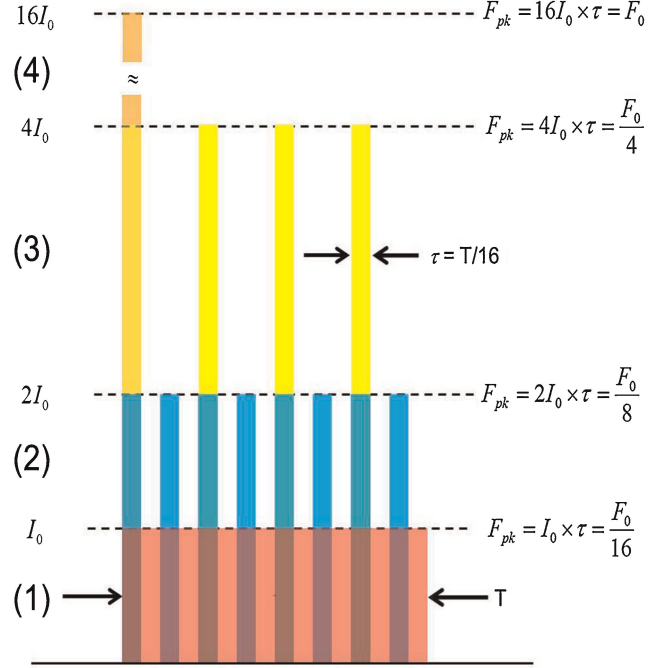 16I₀ F_pk = 16I₀ × τ = F₀
(4)
≈
4I₀ F_pk = 4I₀ × τ = F₀/4
(3) τ = T/16
2I₀ F_pk = 2I₀ × τ = F₀/8
(2)
I₀ F_pk = I₀ × τ = F₀/16
(1) T